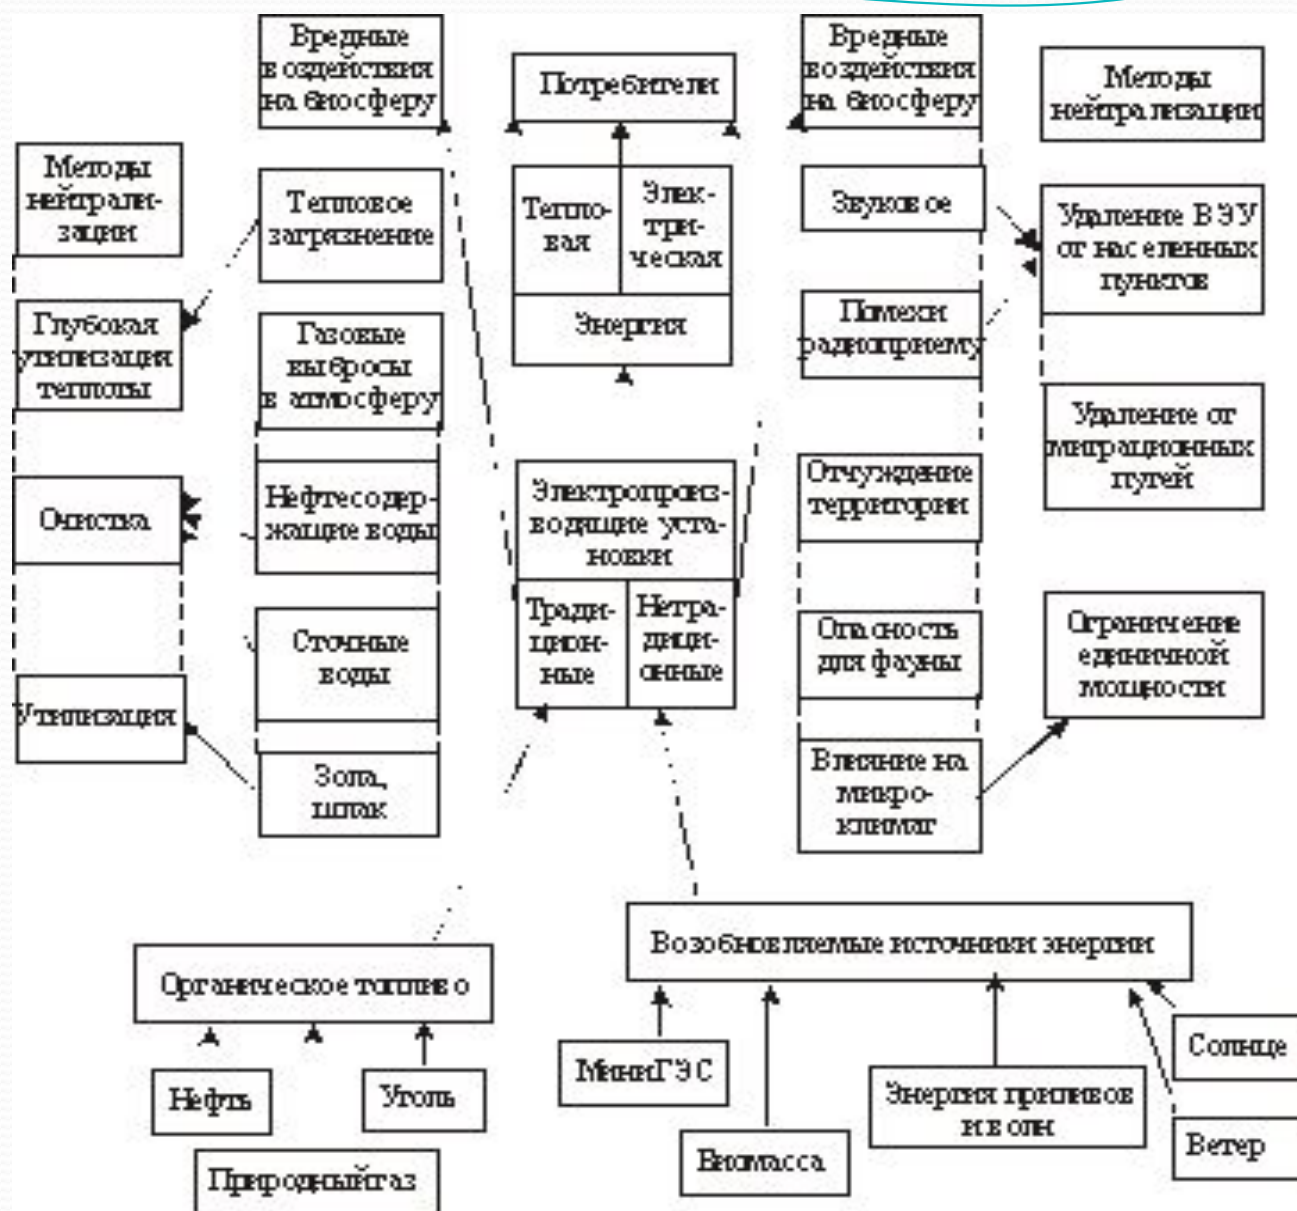 Вредные
воздействия
на биосферу
Потребители
Вредные
воздействия
на биосферу
Методы
нейтрализации
Методы
нейтрали-
зации
Тепловое
загрязнение
Тепло-
вая
Элек-
три-
ческая
Энергия
Звуковое
Удаление ВЭУ
от населенных
пунктов
Глубокая
утилизация
теплоты
Газовые
выбросы
в атмосферу
Помехи
радиоприему
Удаление от
миграционных
путей
Очистка
Нефтесодер-
жащие воды
Электропроиз-
водящие уста-
новки
Тради-
цион-
ные
Нетра-
дици-
онные
Отчуждение
территории
Сточные
воды
Опасность
для фауны
Ограничение
единичной
мощности
Утилизация
Зола,
шлак
Влияние на
микро-
климат
Органическое топливо
Возобновляемые источники энергии
Нефть
Уголь
Природный газ
МиниГЭС
Биомасса
Энергия приливов
и волн
Солнце
Ветер